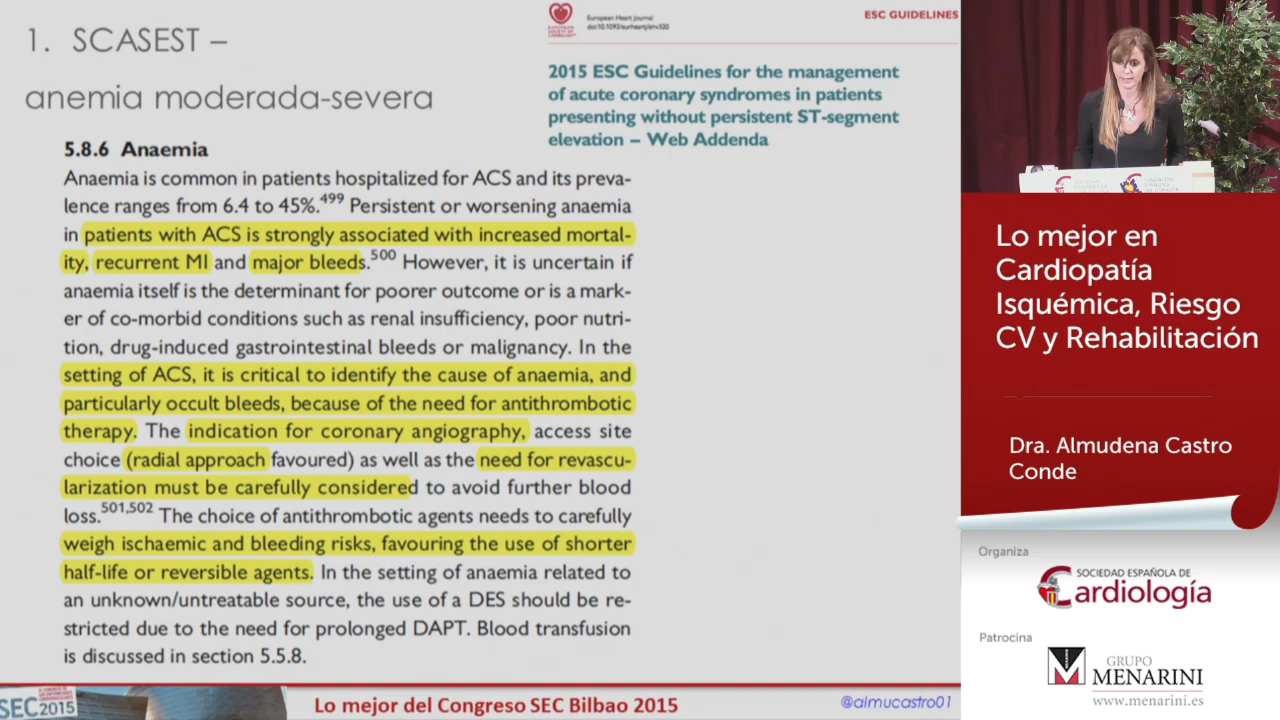 1. SCASEST –
anemia moderada-severa
European Heart Journal
doi:10.1093/eurheartj/ehv320
ESC GUIDELINES
2015 ESC Guidelines for the management
of acute coronary syndromes in patients
presenting without persistent ST-segment
elevation – Web Addenda
5.8.6 Anaemia
Anaemia is common in patients hospitalized for ACS and its preva-
lence ranges from 6.4 to 45%.499 Persistent or worsening anaemia
in patients with ACS is strongly associated with increased mortal-
ity, recurrent MI and major bleeds.500 However, it is uncertain if
anaemia itself is the determinant for poorer outcome or is a mark-
er of co-morbid conditions such as renal insufficiency, poor nutri-
tion, drug-induced gastrointestinal bleeds or malignancy. In the
setting of ACS, it is critical to identify the cause of anaemia, and
particularly occult bleeds, because of the need for antithrombotic
therapy. The indication for coronary angiography, access site
choice (radial approach favoured) as well as the need for revascu-
larization must be carefully considered to avoid further blood
loss.501,502 The choice of antithrombotic agents needs to carefully
weigh ischaemic and bleeding risks, favouring the use of shorter
half-life or reversible agents. In the setting of anaemia related to
an unknown/untreatable source, the use of a DES should be re-
stricted due to the need for prolonged DAPT. Blood transfusion
is discussed in section 5.5.8.
SEC 2015
Lo mejor del Congreso SEC Bilbao 2015
@almucastro01
Lo mejor en
Cardiopatía
Isquémica, Riesgo
CV y Rehabilitación
Dra. Almudena Castro
Conde
Organiza
SOCIEDAD ESPAÑOLA DE
Cardiología
Patrocina
GRUPO
MENARINI
www.menarini.es